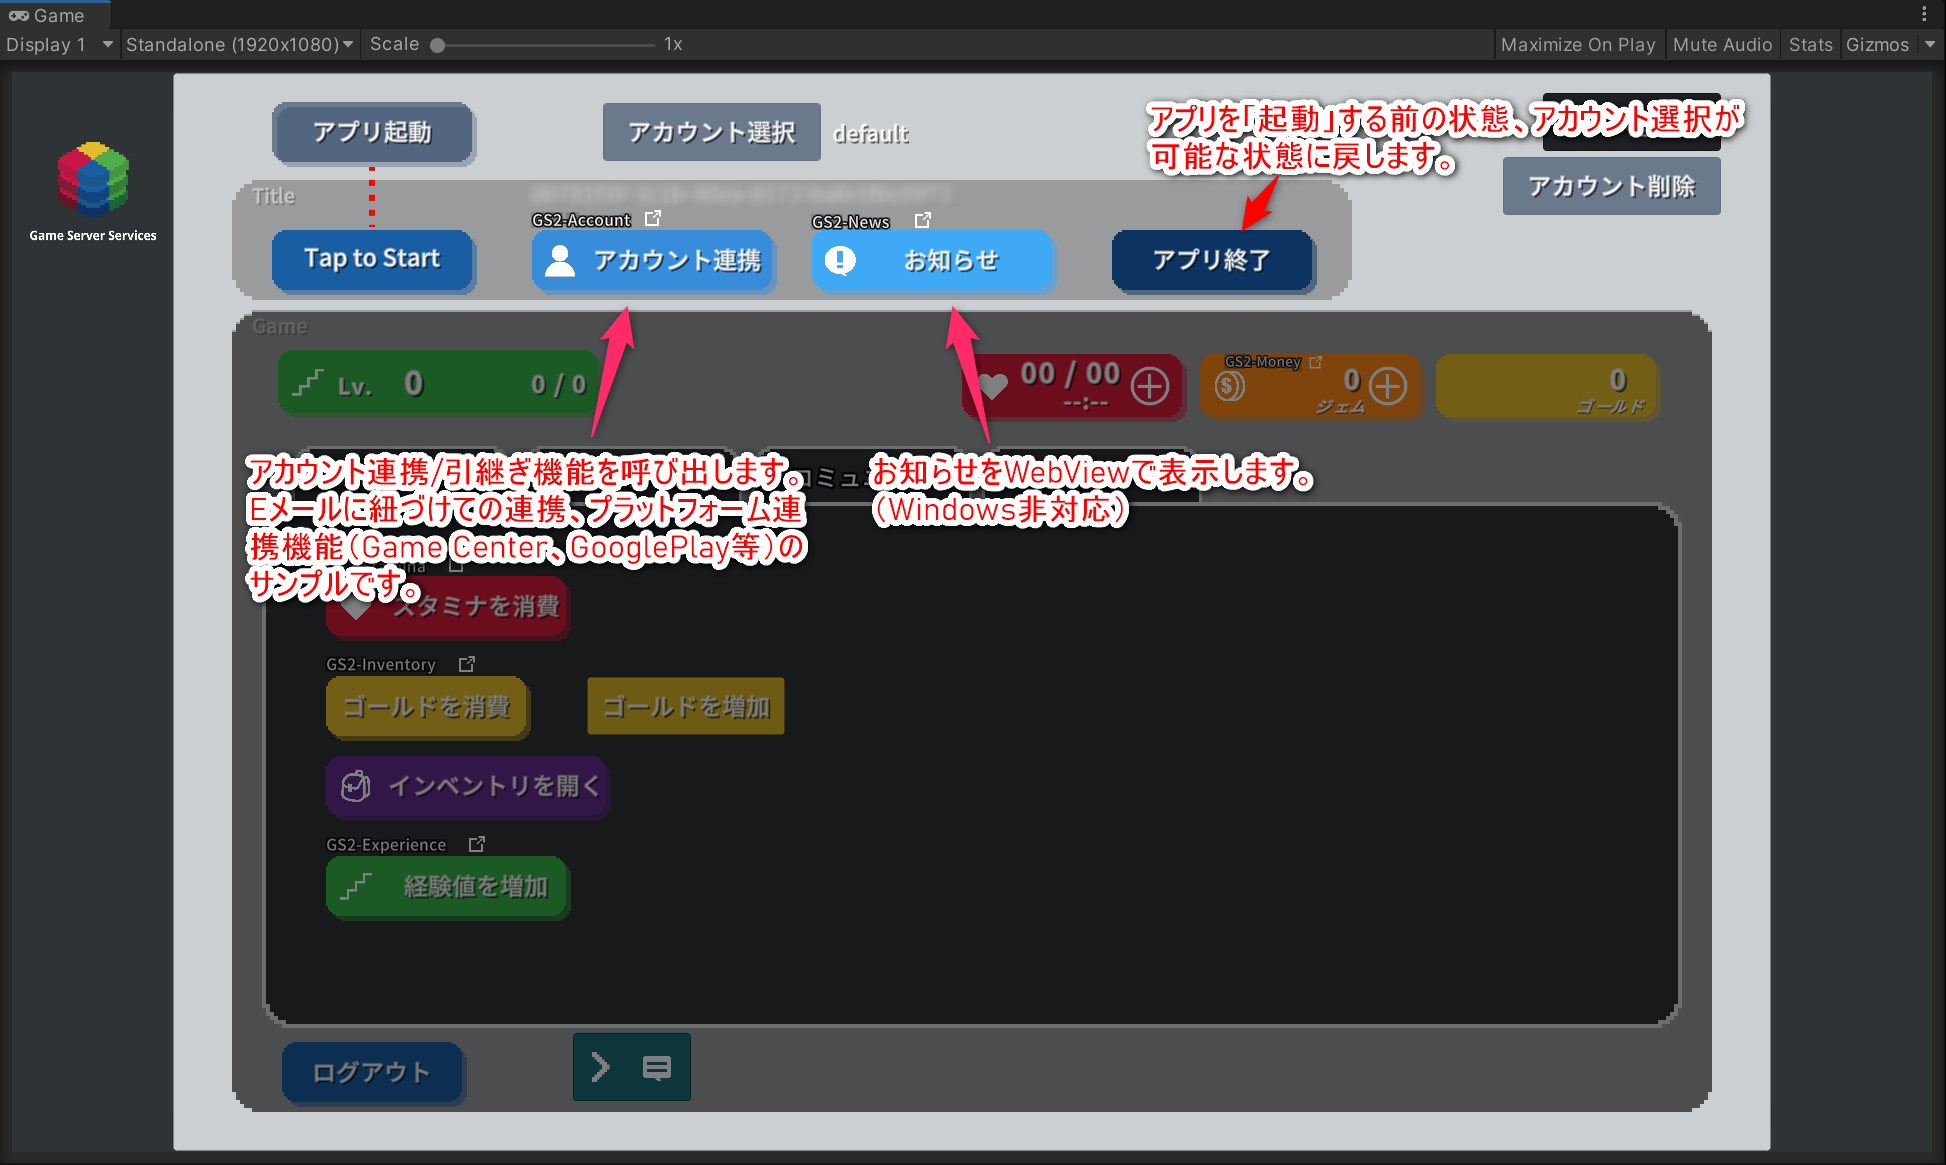 Game
Display 1
Standalone (1920x1080)
Scale
1x
Maximize On Play
Mute Audio
Stats
Gizmos
Game Server Services
アプリ起動
アカウント選択
default
アプリを「起動」する前の状態、アカウント選択が
可能な状態に戻します。
アカウント削除
Title
GS2-Account
GS2-News
Tap to Start
アカウント連携
お知らせ
アプリ終了
Game
Lv. 0
0 / 0
00 / 00
--:--
GS2-Money
0
ジェム
0
ゴールド
アカウント連携/引継ぎ機能を呼び出します。
Eメールに紐づけての連携、プラットフォーム連
携機能（Game Center、GooglePlay等）の
サンプルです。
お知らせをWebViewで表示します。
（Windows非対応）
スタミナを消費
GS2-Inventory
ゴールドを消費
ゴールドを増加
インベントリを開く
GS2-Experience
経験値を増加
ログアウト